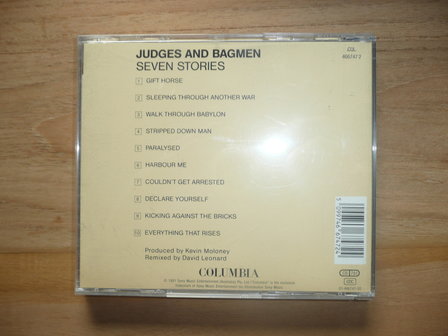 JUDGES AND BAGMEN
SEVEN STORIES
COL
466247 2
1 GIFT HORSE
2 SLEEPING THROUGH ANOTHER WAR
3 WALK THROUGH BABYLON
4 STRIPPED DOWN MAN
5 PARALYSED
6 HARBOUR ME
7 COULDN'T GET ARRESTED
8 DECLARE YOURSELF
9 KICKING AGAINST THE BRICKS
10 EVERYTHING THAT RISES
Produced by Kevin Moloney
Remixed by David Leonard
COLUMBIA